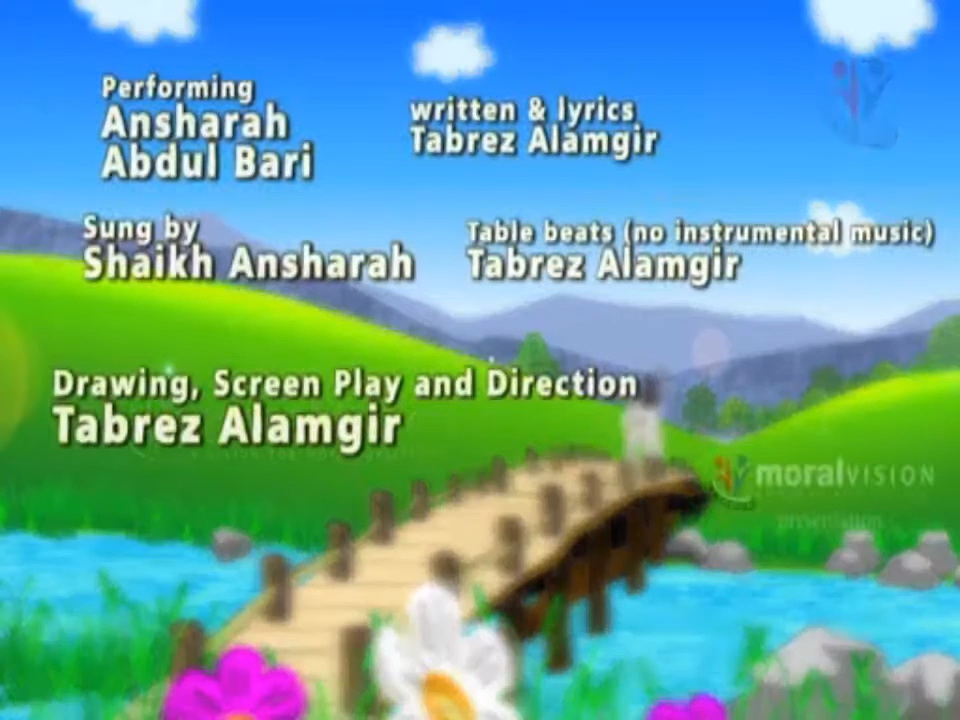 Performing
Ansharah
Abdul Bari
written & lyrics
Tabrez Alamgir
Sung by
Shaikh Ansharah
Table beats (no instrumental music)
Tabrez Alamgir
Drawing, Screen Play and Direction
Tabrez Alamgir
moralVISION
presentation